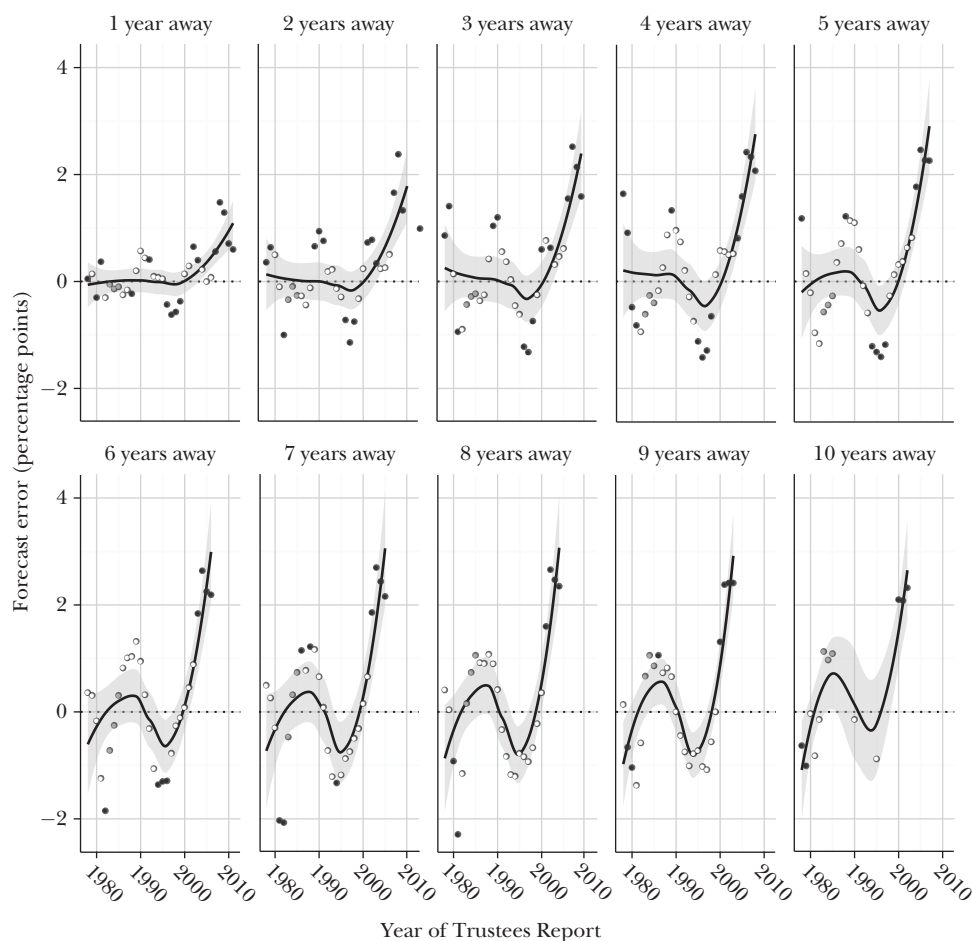 1 year away 2 years away 3 years away 4 years away 5 years away
4
2
0
−2
6 years away 7 years away 8 years away 9 years away 10 years away
4
2
0
−2
1980 1990 2000 2010 1980 1990 2000 2010 1980 1990 2000 2010 1980 1990 2000 2010 1980 1990 2000 2010
Forecast error (percentage points)
Year of Trustees Report